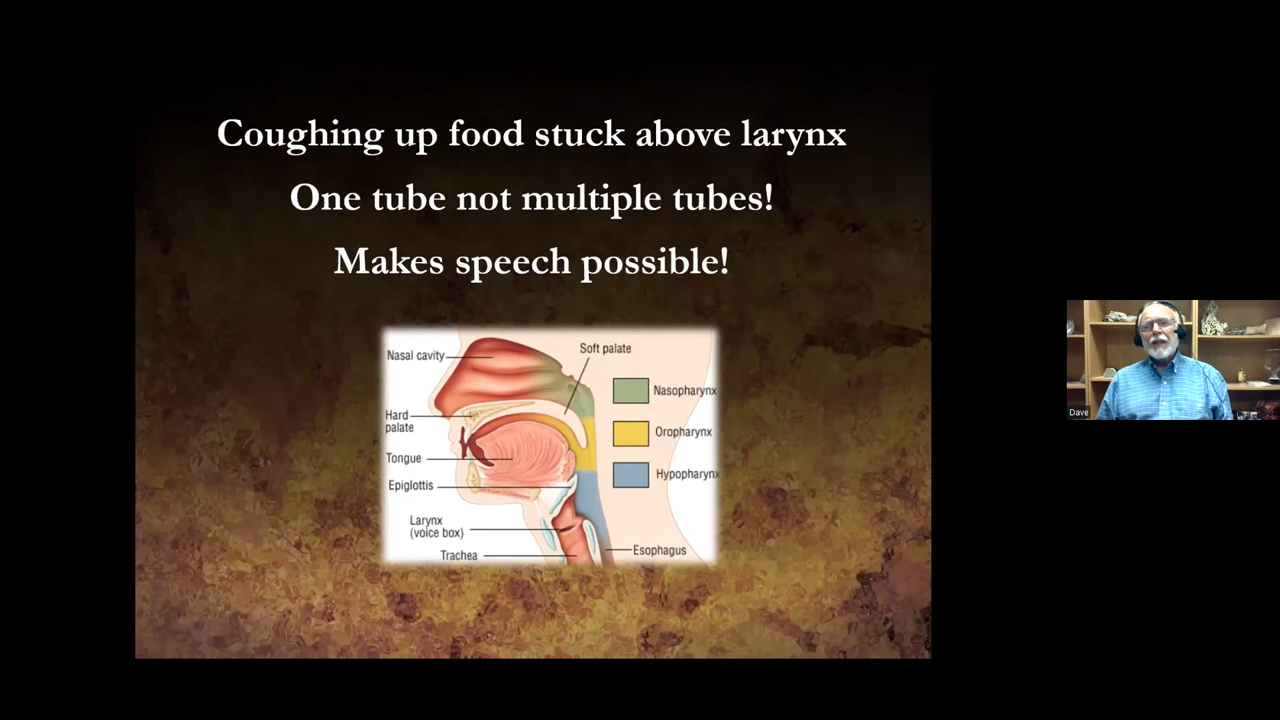 Coughing up food stuck above larynx
One tube not multiple tubes!
Makes speech possible!
Nasal cavity
Soft palate
Nasopharynx
Hard
palate
Oropharynx
Tongue
Hypopharynx
Epiglottis
Larynx
(voice box)
Trachea
Esophagus
Dave